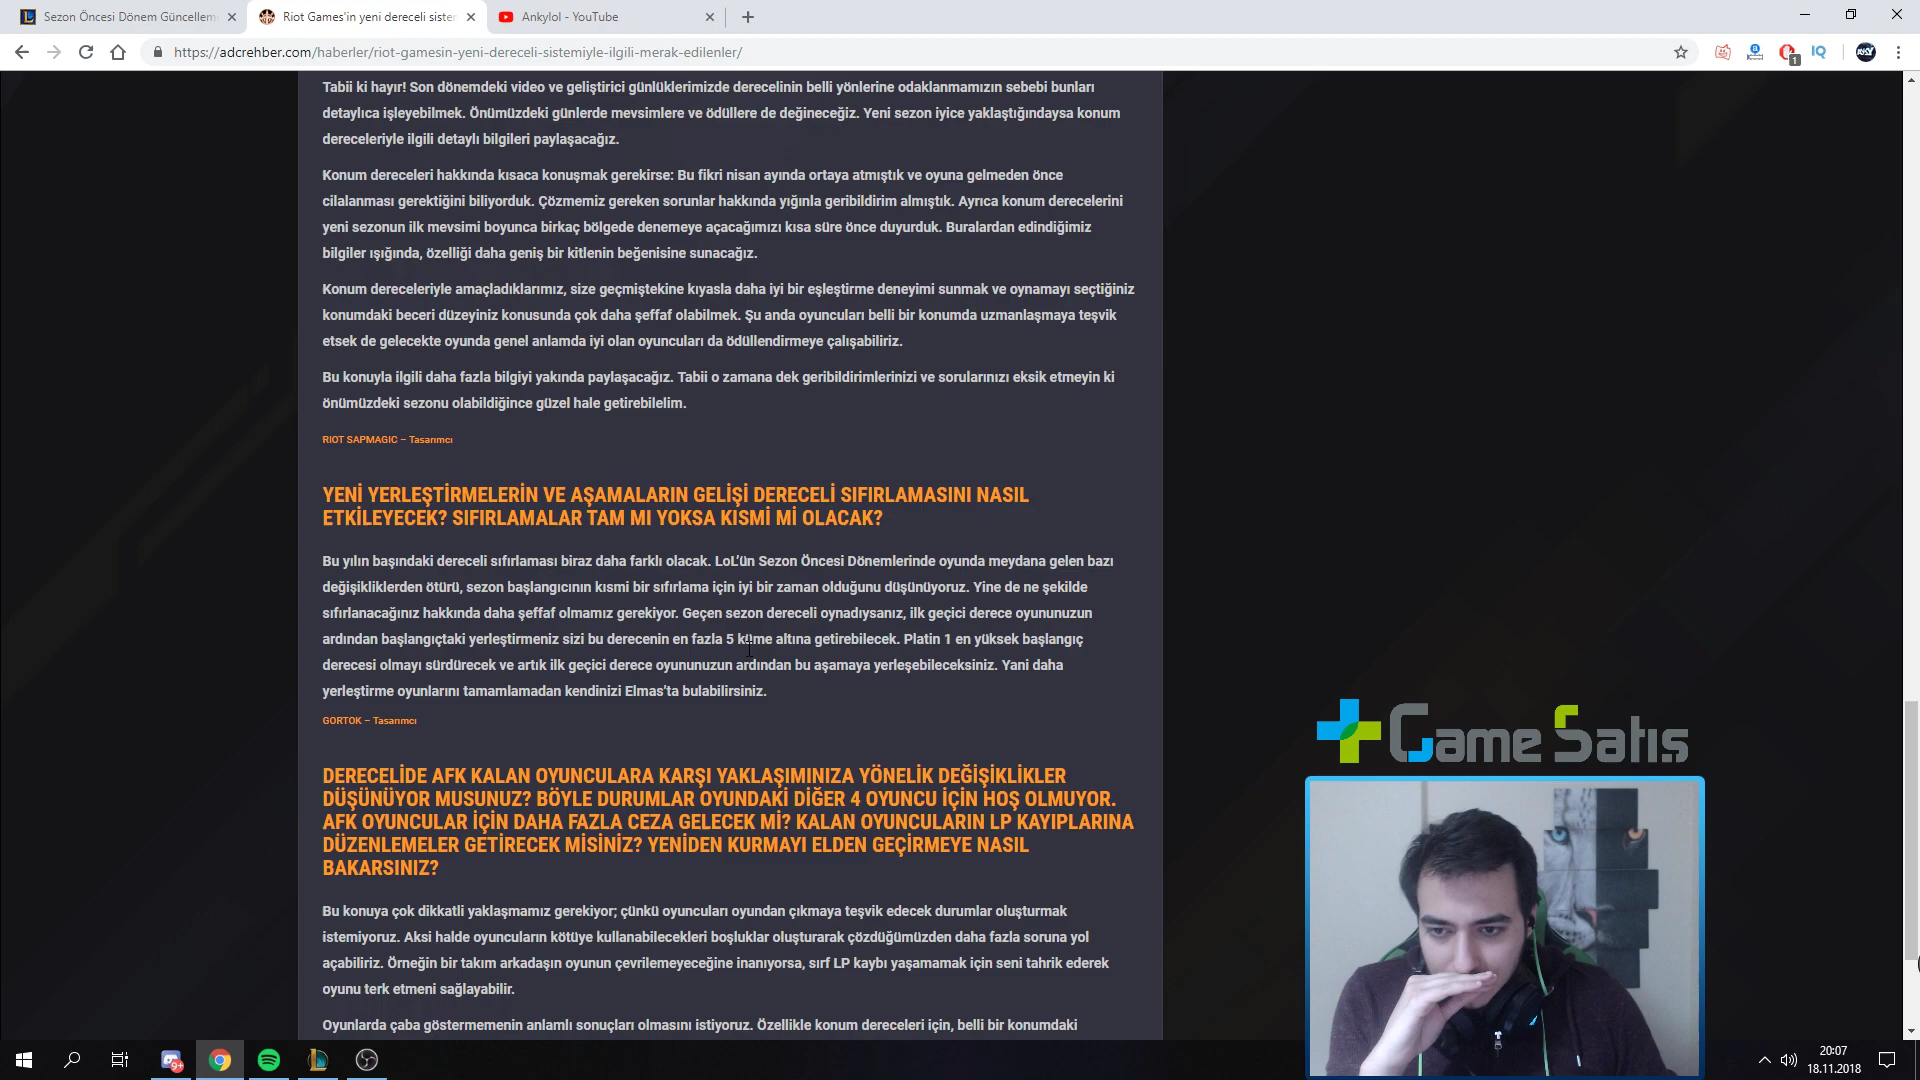 Sezon Öncesi Dönem Güncellem
Riot Games'in yeni dereceli sister
Ankylol - YouTube
https://adcrehber.com/haberler/riot-gamesin-yeni-dereceli-sistemiyle-ilgili-merak-edilenler/
IQ
1
Tabii ki hayır! Son dönemdeki video ve geliştirici günlüklerimizde derecelinin belli yönlerine odaklanmamızın sebebi bunları
detaylıca işleyebilmek. Önümüzdeki günlerde mevsimlere ve ödüllere de değineceğiz. Yeni sezon iyice yaklaştığındaysa konum
dereceleriyle ilgili detaylı bilgileri paylaşacağız.
Konum dereceleri hakkında kısaca konuşmak gerekirse: Bu fikri nisan ayında ortaya atmıştık ve oyuna gelmeden önce
cilalanması gerektiğini biliyorduk. Çözmemiz gereken sorunlar hakkında yığınla geribildirim almıştık. Ayrıca konum derecelerini
yeni sezonun ilk mevsimi boyunca birkaç bölgede denemeye açacağımızı kısa süre önce duyurduk. Buralardan edindiğimiz
bilgiler ışığında, özelliği daha geniş bir kitlenin beğenisine sunacağız.
Konum dereceleriyle amaçladıklarımız, size geçmiştekine kıyasla daha iyi bir eşleştirme deneyimi sunmak ve oynamayı seçtiğiniz
konumdaki beceri düzeyiniz konusunda çok daha şeffaf olabilmek. Şu anda oyuncuları belli bir konumda uzmanlaşmaya teşvik
etsek de gelecekte oyunda genel anlamda iyi olan oyuncuları da ödüllendirmeye çalışabiliriz.
Bu konuyla ilgili daha fazla bilgiyi yakında paylaşacağız. Tabii o zamana dek geribildirimlerinizi ve sorularınızı eksik etmeyin ki
önümüzdeki sezonu olabildiğince güzel hale getirebilelim.
RIOT SAPMAGIC – Tasarımcı
YENİ YERLEŞTİRMELERİN VE AŞAMALARIN GELİŞİ DERECELİ SIFIRLAMASINI NASIL
ETKİLEYECEK? SIFIRLAMALAR TAM MI YOKSA KISMİ Mİ OLACAK?
Bu yılın başındaki dereceli sıfırlaması biraz daha farklı olacak. LoL'ün Sezon Öncesi Dönemlerinde oyunda meydana gelen bazı
değişikliklerden ötürü, sezon başlangıcının kısmi bir sıfırlama için iyi bir zaman olduğunu düşünüyoruz. Yine de ne şekilde
sıfırlanacağınız hakkında daha şeffaf olmamız gerekiyor. Geçen sezon dereceli oynadıysanız, ilk geçici derece oyununuzun
ardından başlangıçtaki yerleştirmeniz sizi bu derecenin en fazla 5 küme altına getirebilecek. Platin 1 en yüksek başlangıç
derecesi olmayı sürdürecek ve artık ilk geçici derece oyununuzun ardından bu aşamaya yerleşebileceksiniz. Yani daha
yerleştirme oyunlarını tamamlamadan kendinizi Elmas'ta bulabilirsiniz.
GORTOK – Tasarımcı
DERECELİDE AFK KALAN OYUNCULARA KARŞI YAKLAŞIMINIZA YÖNELİK DEĞİŞİKLİKLER
DÜŞÜNÜYOR MUSUNUZ? BÖYLE DURUMLAR OYUNDAKİ DİĞER 4 OYUNCU İÇİN HOŞ OLMUYOR.
AFK OYUNCULAR İÇİN DAHA FAZLA CEZA GELECEK Mİ? KALAN OYUNCULARIN LP KAYIPLARINA
DÜZENLEMELER GETİRECEK MİSİNİZ? YENİDEN KURMAYI ELDEN GEÇİRMEYE NASIL
BAKARSINIZ?
Bu konuya çok dikkatli yaklaşmamız gerekiyor; çünkü oyuncuları oyundan çıkmaya teşvik edecek durumlar oluşturmak
istemiyoruz. Aksi halde oyuncuların kötüye kullanabilecekleri boşluklar oluşturarak çözdüğümüzden daha fazla soruna yol
açabiliriz. Örneğin bir takım arkadaşın oyunun çevrilemeyeceğine inanıyorsa, sırf LP kaybı yaşamamak için seni tahrik ederek
oyunu terk etmeni sağlayabilir.
Oyunlarda çaba göstermemenin anlamlı sonuçları olmasını istiyoruz. Özellikle konum dereceleri için, belli bir konumdaki
Game Satıs
9+
20:07
18.11.2018